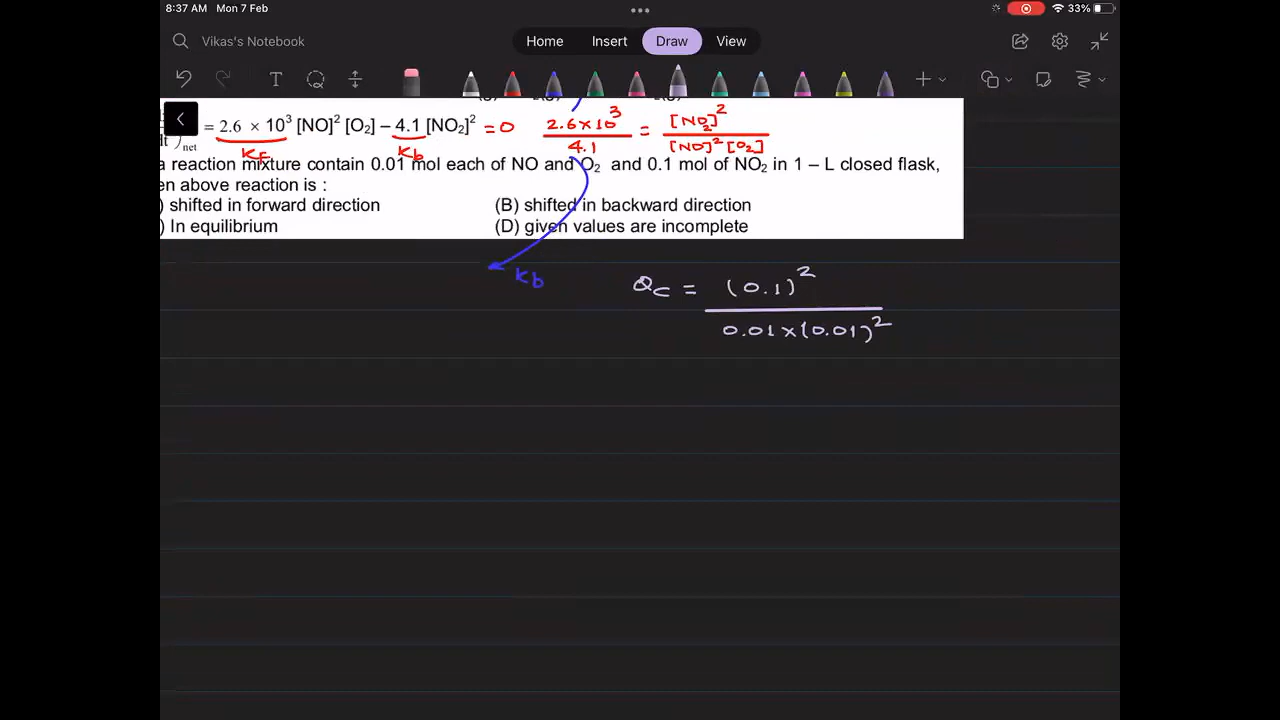 8:37 AM Mon 7 Feb
33%
Vikas's Notebook
Home Insert Draw View
= 2.6 × 10³ [NO]² [O₂] – 4.1 [NO₂]² = 0 2.6×10³ / 4.1 = [NO₂]² / [NO]² [O₂]
net
Kf Kb
a reaction mixture contain 0.01 mol each of NO and O₂ and 0.1 mol of NO₂ in 1 – L closed flask,
en above reaction is :
) shifted in forward direction (B) shifted in backward direction
) In equilibrium (D) given values are incomplete
Kb
Qc = (0.1)² / 0.01×(0.01)²